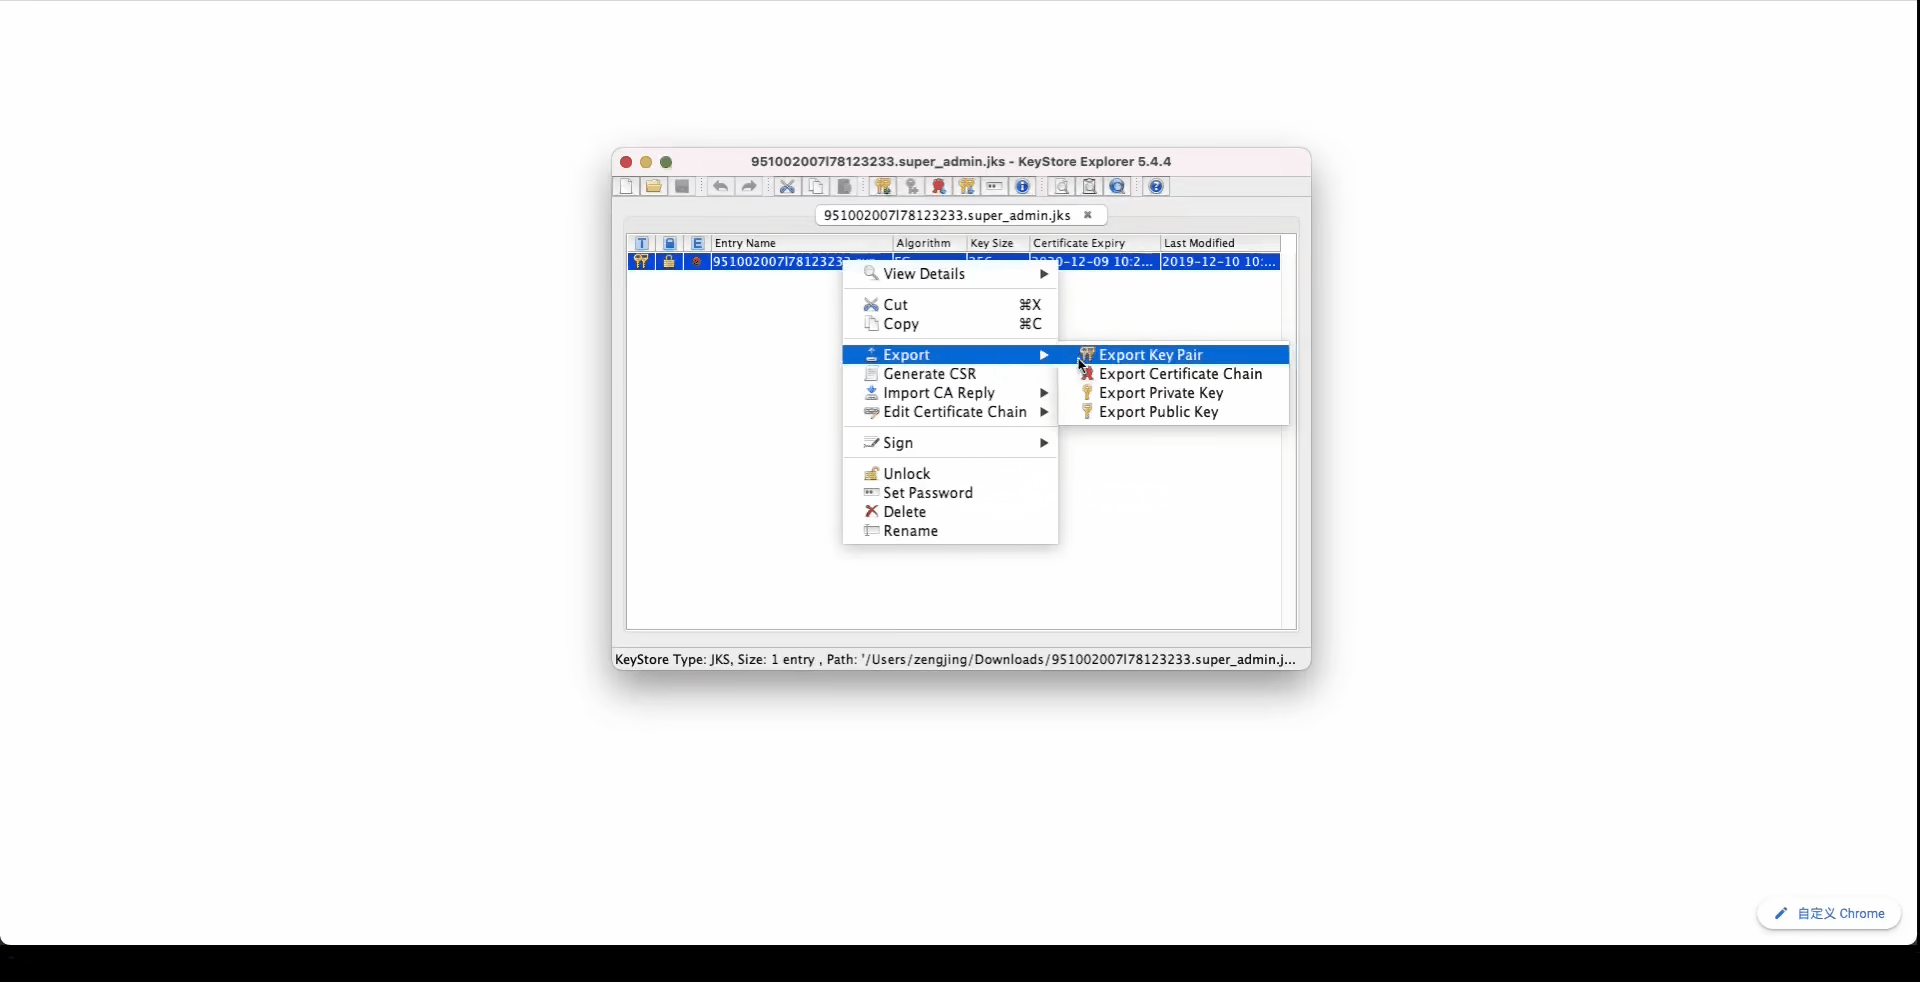 951002007l78123233.super_admin.jks - KeyStore Explorer 5.4.4
951002007l78123233.super_admin.jks
T E Entry Name Algorithm Key Size Certificate Expiry Last Modified
951002007l78123233 -12-09 10:2... 2019-12-10 10:...
View Details
Cut ⌘X
Copy ⌘C
Export
Export Key Pair
Generate CSR
Export Certificate Chain
Import CA Reply
Export Private Key
Edit Certificate Chain
Export Public Key
Sign
Unlock
Set Password
Delete
Rename
KeyStore Type: JKS, Size: 1 entry , Path: '/Users/zengjing/Downloads/951002007l78123233.super_admin.j...
自定义 Chrome